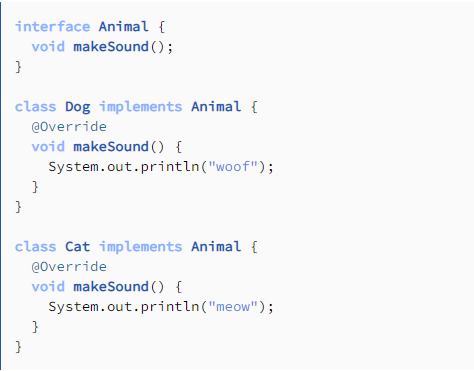 interface Animal {
  void makeSound();
}

class Dog implements Animal {
  @Override
  void makeSound() {
    System.out.println("woof");
  }
}

class Cat implements Animal {
  @Override
  void makeSound() {
    System.out.println("meow");
  }
}